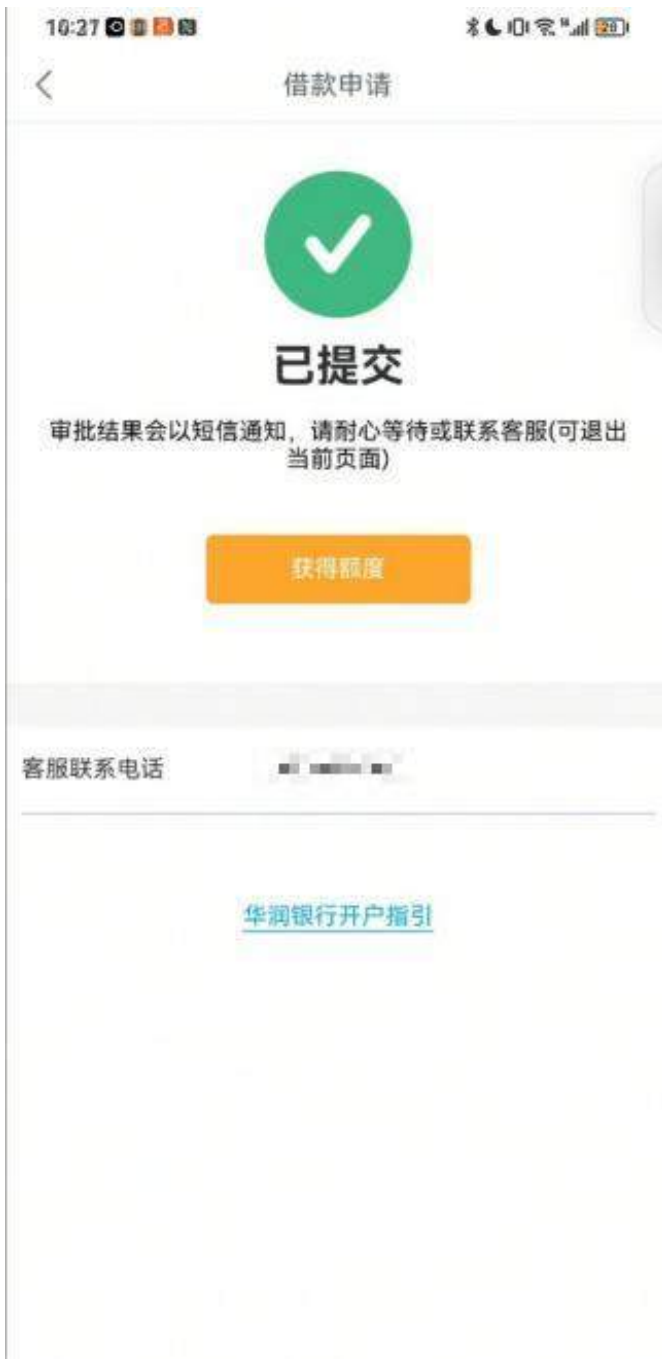 10:27
借款申请
已提交
审批结果会以短信通知，请耐心等待或联系客服(可退出
当前页面)
获得额度
客服联系电话
华润银行开户指引